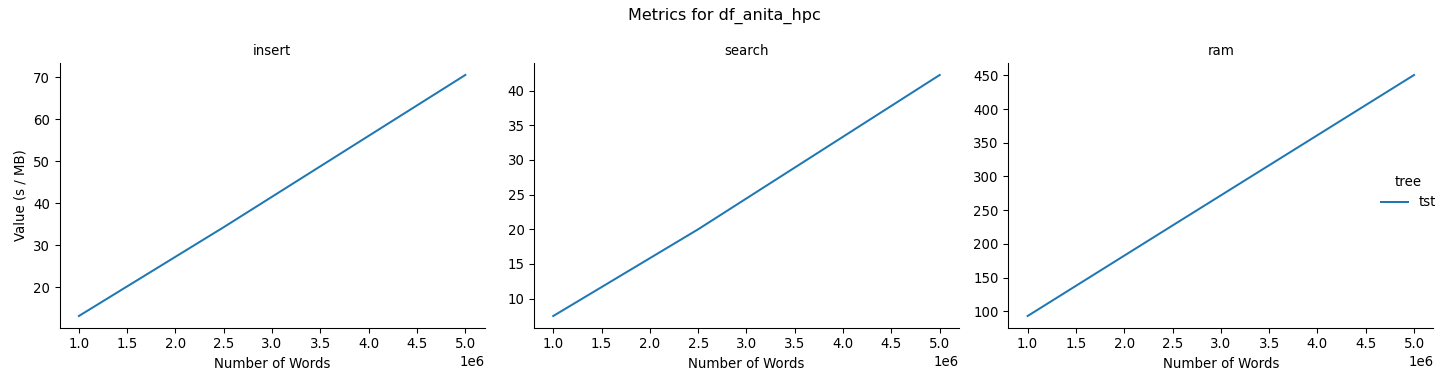 Metrics for df_anita_hpc
insert
70
60
50
40
30
20
Value (s / MB)
1.0 1.5 2.0 2.5 3.0 3.5 4.0 4.5 5.0
1e6
Number of Words
search
40
35
30
25
20
15
10
1.0 1.5 2.0 2.5 3.0 3.5 4.0 4.5 5.0
1e6
Number of Words
ram
450
400
350
300
250
200
150
100
1.0 1.5 2.0 2.5 3.0 3.5 4.0 4.5 5.0
1e6
Number of Words
tree
tst